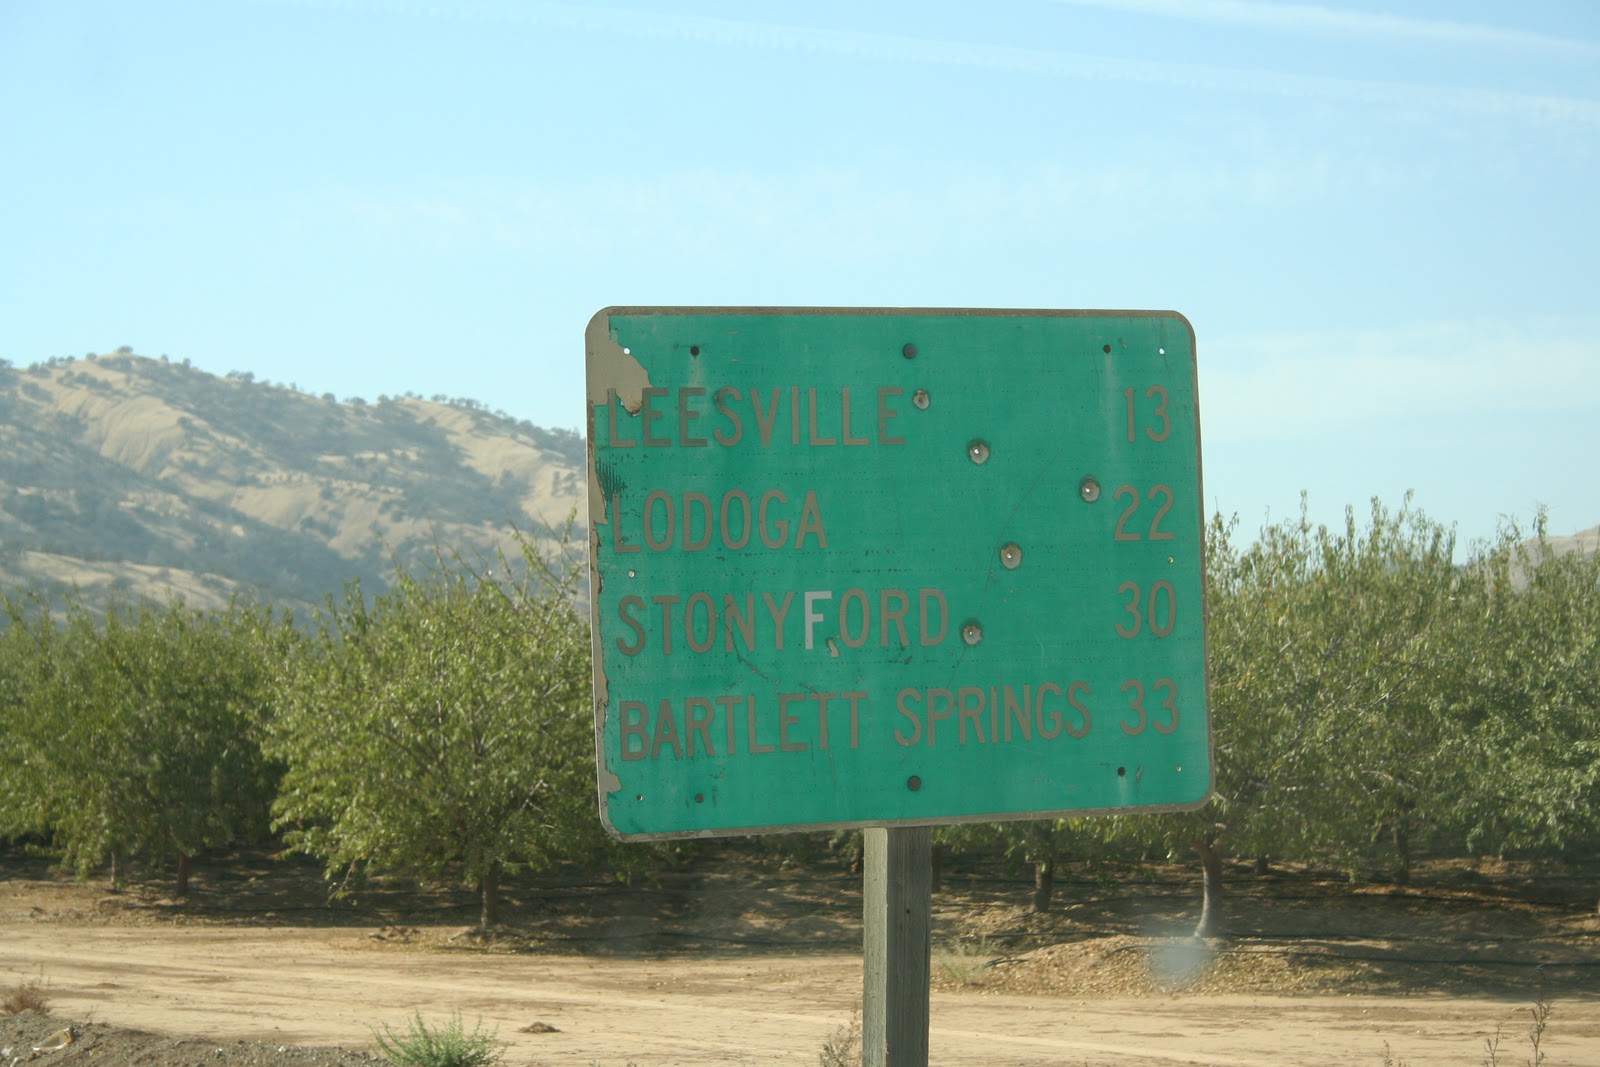 LEESVILLE 13
LODOGA 22
STONYFORD 30
BARTLETT SPRINGS 33